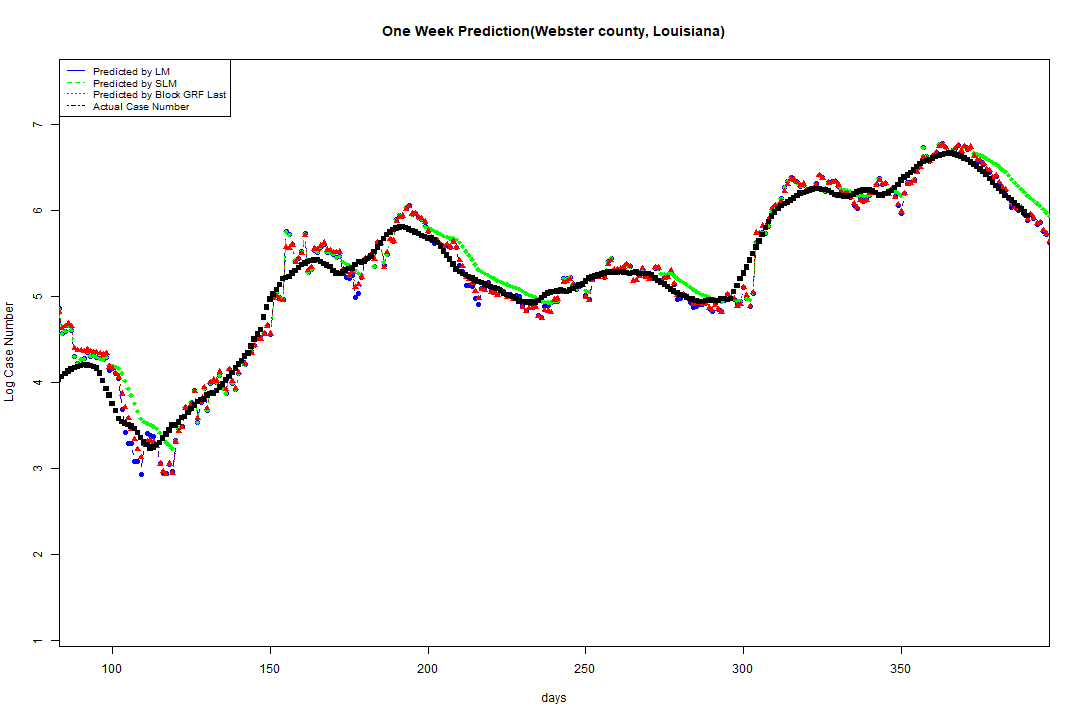 One Week Prediction(Webster county, Louisiana)
Predicted by LM
Predicted by SLM
Predicted by Block GRF Last
Actual Case Number
7
6
5
4
3
2
1
Log Case Number
100 150 200 250 300 350
days